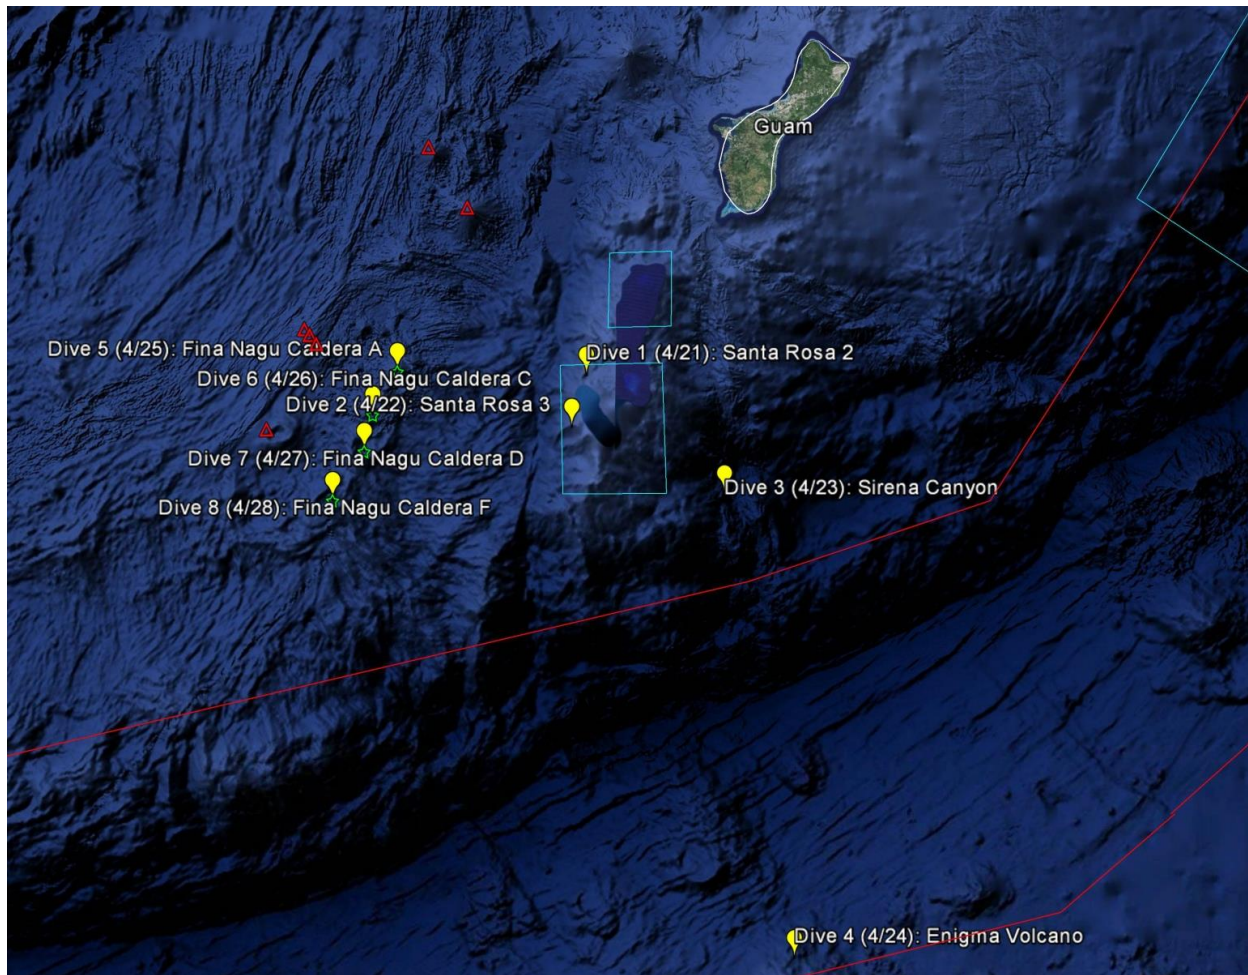 Guam
Dive 5 (4/25): Fina Nagu Caldera A
Dive 1 (4/21): Santa Rosa 2
Dive 6 (4/26): Fina Nagu Caldera C
Dive 2 (4/22): Santa Rosa 3
Dive 7 (4/27): Fina Nagu Caldera D
Dive 3 (4/23): Sirena Canyon
Dive 8 (4/28): Fina Nagu Caldera F
Dive 4 (4/24): Enigma Volcano